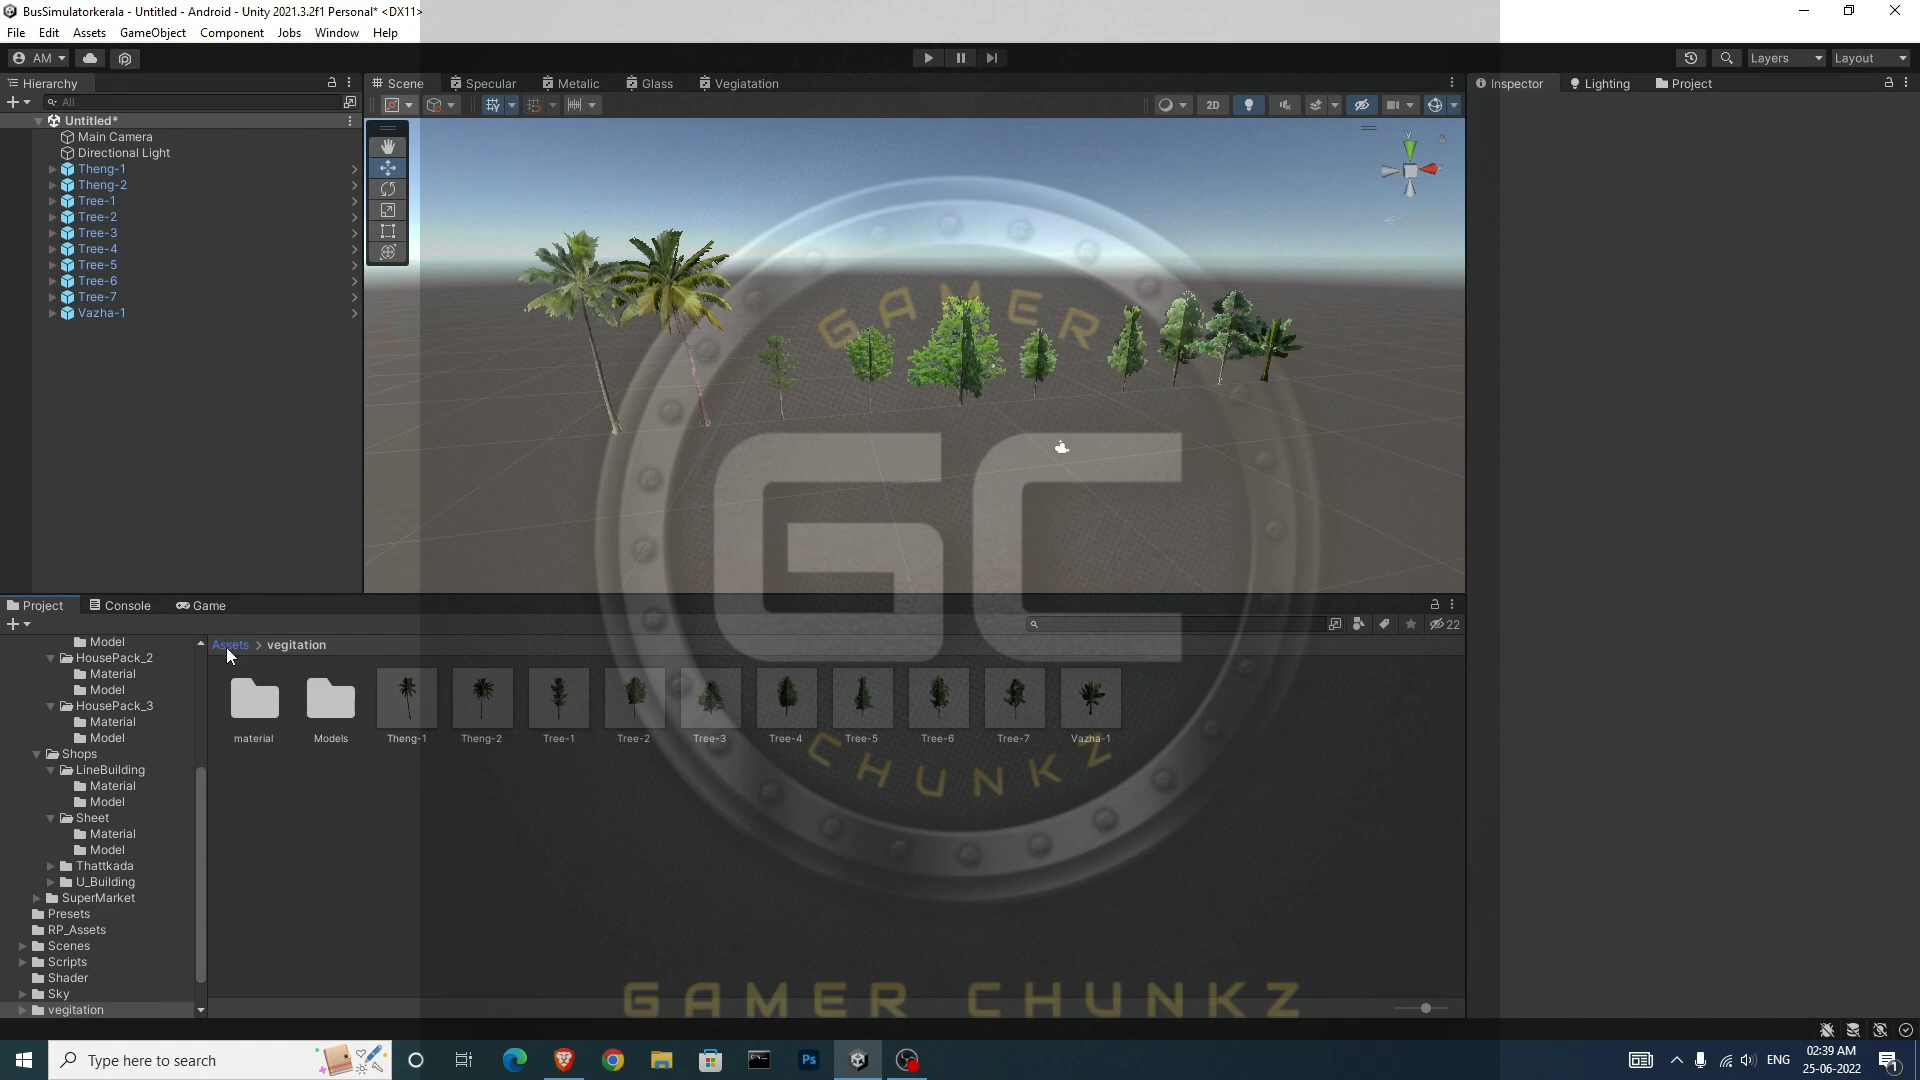 BusSimulatorkerala - Untitled - Android - Unity 2021.3.2f1 Personal* <DX11>
File Edit Assets GameObject Component Jobs Window Help
AM Layers Layout
Hierarchy Scene Specular Metalic Glass Vegiatation Inspector Lighting Project
All 2D
Untitled*
Main Camera
Directional Light
Theng-1
Theng-2
Tree-1
Tree-2
Tree-3
Tree-4
Tree-5
Tree-6
Tree-7
Vazha-1
y
GAMER
GC
CHUNKZ
GAMER CHUNKZ
Project Console Game
22
Model
HousePack_2
Material
Model
HousePack_3
Material
Model
Shops
LineBuilding
Material
Model
Sheet
Material
Model
Thattkada
U_Building
SuperMarket
Presets
RP_Assets
Scenes
Scripts
Shader
Sky
vegitation
Assets > vegitation
material Models Theng-1 Theng-2 Tree-1 Tree-2 Tree-3 Tree-4 Tree-5 Tree-6 Tree-7 Vazha-1
Type here to search
Ps
ENG
02:39 AM
25-06-2022
1